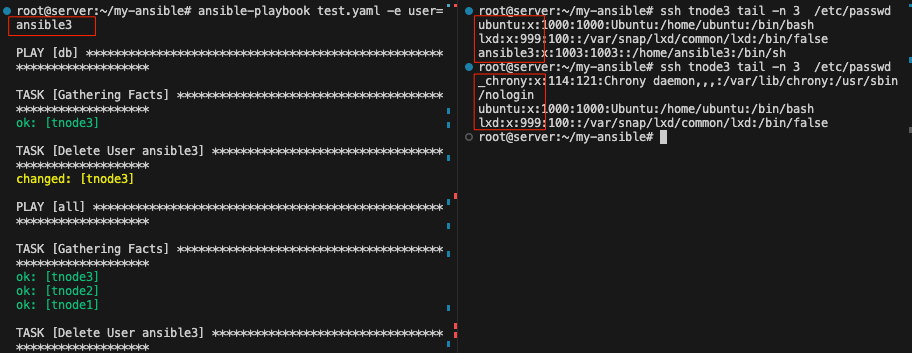 root@server:~/my-ansible# ansible-playbook test.yaml -e user=
ansible3

PLAY [db] ***************************************************
*******************

TASK [Gathering Facts] **************************************
*******************
ok: [tnode3]

TASK [Delete User ansible3] *********************************
*******************
changed: [tnode3]

PLAY [all] **************************************************
*******************

TASK [Gathering Facts] **************************************
*******************
ok: [tnode3]
ok: [tnode2]
ok: [tnode1]

TASK [Delete User ansible3] *********************************
*******************
root@server:~/my-ansible# ssh tnode3 tail -n 3  /etc/passwd
ubuntu:x:1000:1000:Ubuntu:/home/ubuntu:/bin/bash
lxd:x:999:100::/var/snap/lxd/common/lxd:/bin/false
ansible3:x:1003:1003::/home/ansible3:/bin/sh
root@server:~/my-ansible# ssh tnode3 tail -n 3  /etc/passwd
_chrony:x:114:121:Chrony daemon,,,:/var/lib/chrony:/usr/sbin
/nologin
ubuntu:x:1000:1000:Ubuntu:/home/ubuntu:/bin/bash
lxd:x:999:100::/var/snap/lxd/common/lxd:/bin/false
root@server:~/my-ansible#